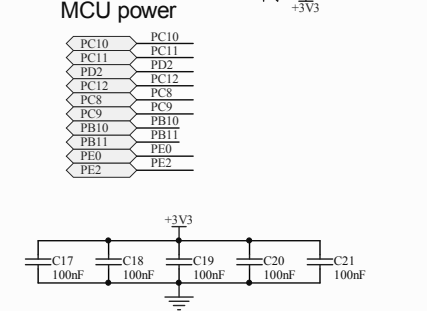 +3V3
MCU power
PC10 PC10
PC11 PC11
PD2 PD2
PC12 PC12
PC8 PC8
PC9 PC9
PB10 PB10
PB11 PB11
PE0 PE0
PE2 PE2
+3V3
C17 C18 C19 C20 C21
100nF 100nF 100nF 100nF 100nF